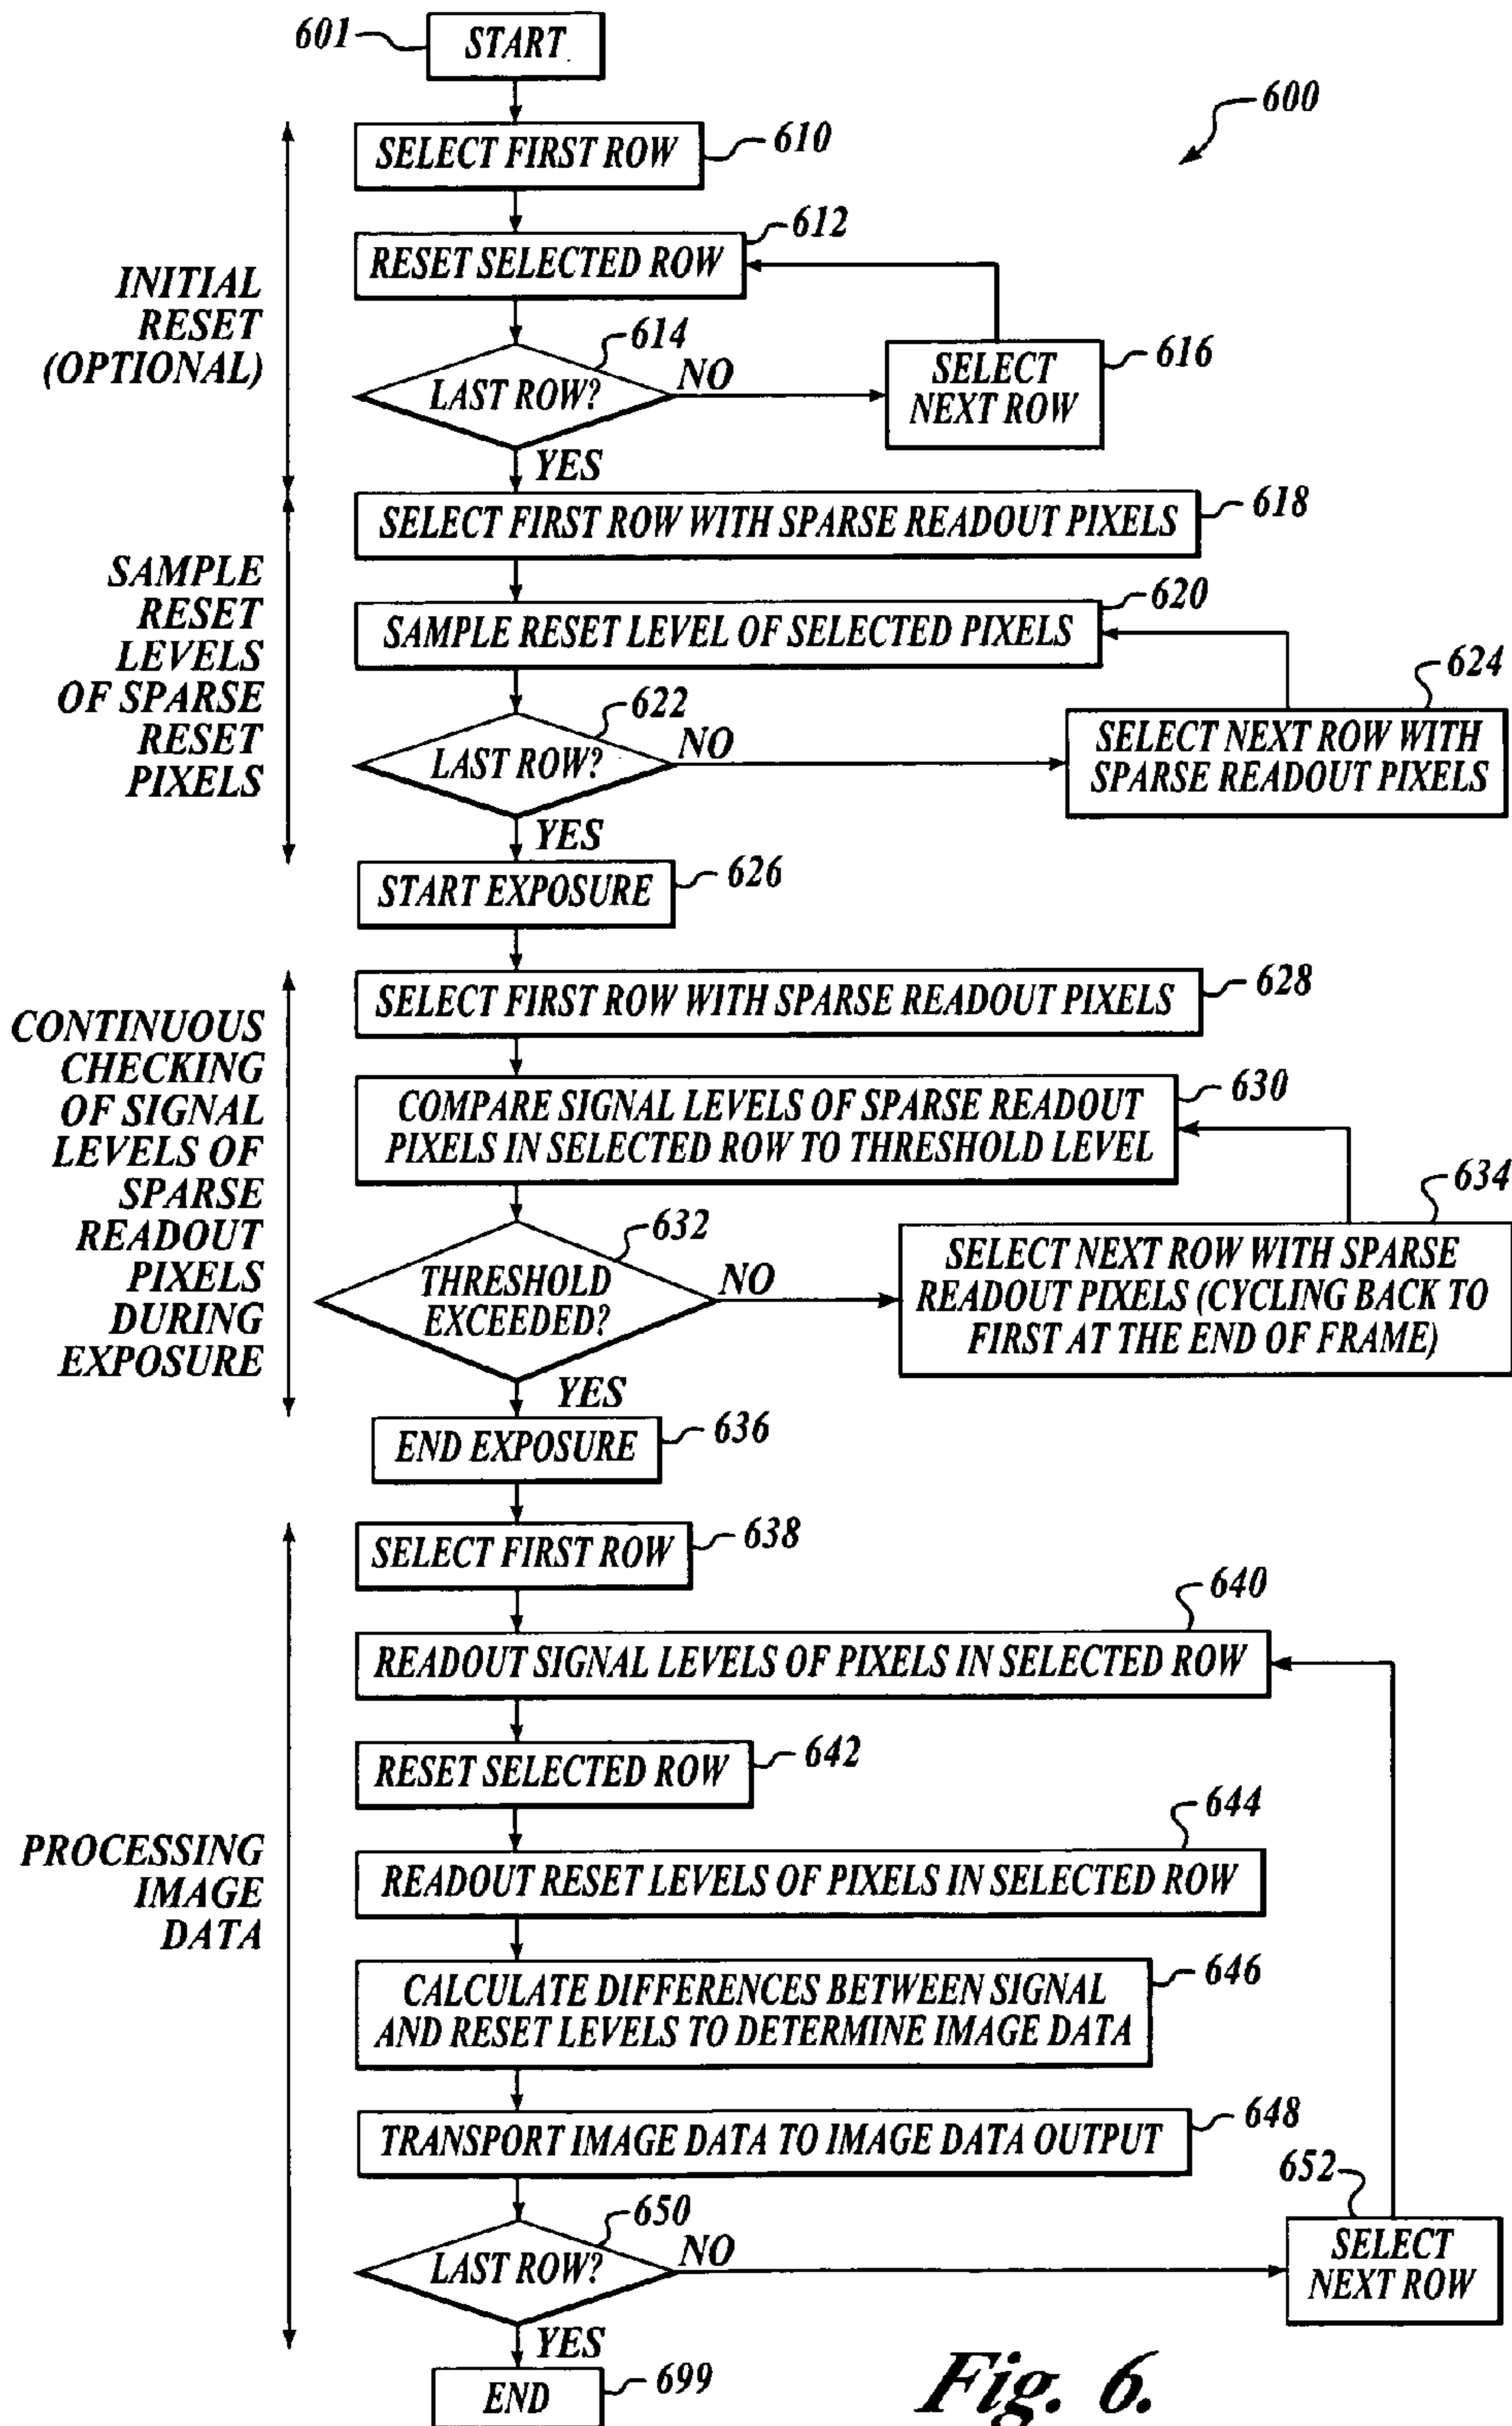 601
START
600
SELECT FIRST ROW
610
612
RESET SELECTED ROW
INITIAL
RESET
(OPTIONAL)
614
LAST ROW?
NO
SELECT
NEXT ROW
616
YES
SELECT FIRST ROW WITH SPARSE READOUT PIXELS
618
SAMPLE
RESET
LEVELS
OF SPARSE
RESET
PIXELS
620
SAMPLE RESET LEVEL OF SELECTED PIXELS
622
LAST ROW?
NO
624
SELECT NEXT ROW WITH
SPARSE READOUT PIXELS
YES
START EXPOSURE
626
SELECT FIRST ROW WITH SPARSE READOUT PIXELS
628
CONTINUOUS
CHECKING
OF SIGNAL
LEVELS OF
SPARSE
READOUT
PIXELS
DURING
EXPOSURE
COMPARE SIGNAL LEVELS OF SPARSE READOUT
PIXELS IN SELECTED ROW TO THRESHOLD LEVEL
630
632
THRESHOLD
EXCEEDED?
NO
634
SELECT NEXT ROW WITH SPARSE
READOUT PIXELS (CYCLING BACK TO
FIRST AT THE END OF FRAME)
YES
END EXPOSURE
636
SELECT FIRST ROW
638
640
READOUT SIGNAL LEVELS OF PIXELS IN SELECTED ROW
RESET SELECTED ROW
642
644
READOUT RESET LEVELS OF PIXELS IN SELECTED ROW
PROCESSING
IMAGE
DATA
CALCULATE DIFFERENCES BETWEEN SIGNAL
AND RESET LEVELS TO DETERMINE IMAGE DATA
646
TRANSPORT IMAGE DATA TO IMAGE DATA OUTPUT
648
650
LAST ROW?
NO
652
SELECT
NEXT ROW
YES
END
699
Fig. 6.